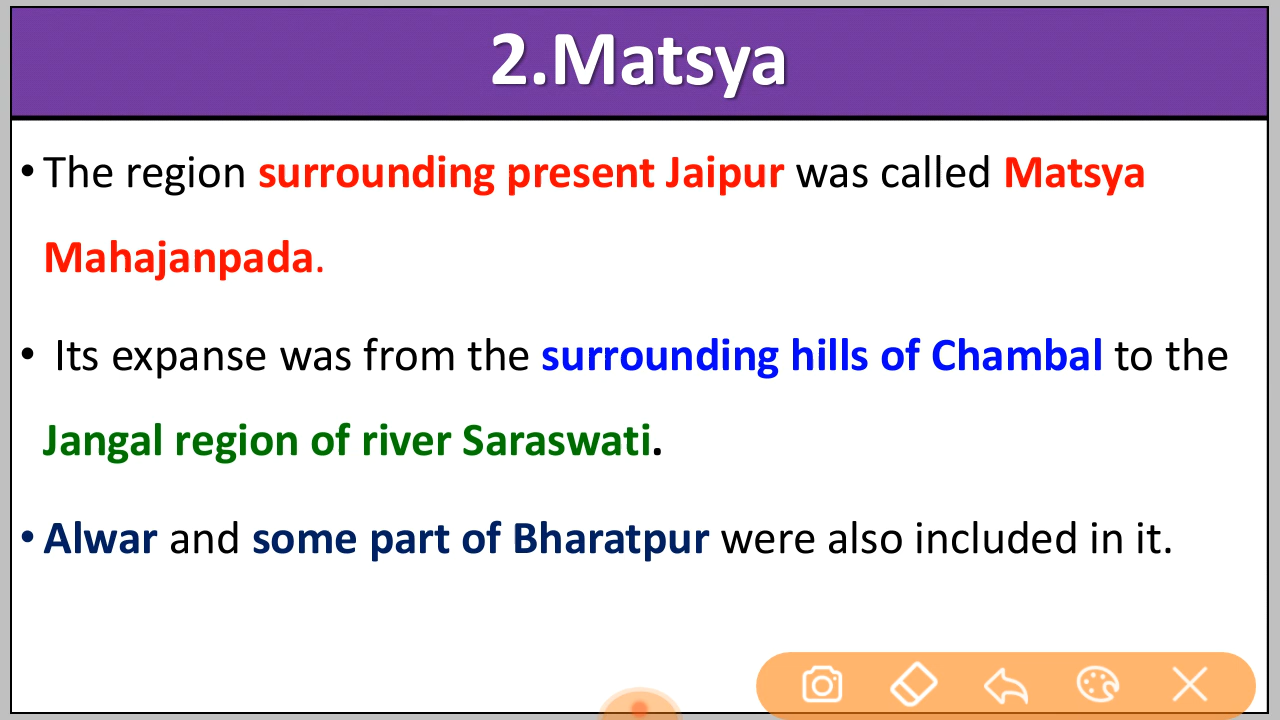 2.Matsya
• The region surrounding present Jaipur was called Matsya
Mahajanpada.
• Its expanse was from the surrounding hills of Chambal to the
Jangal region of river Saraswati.
• Alwar and some part of Bharatpur were also included in it.